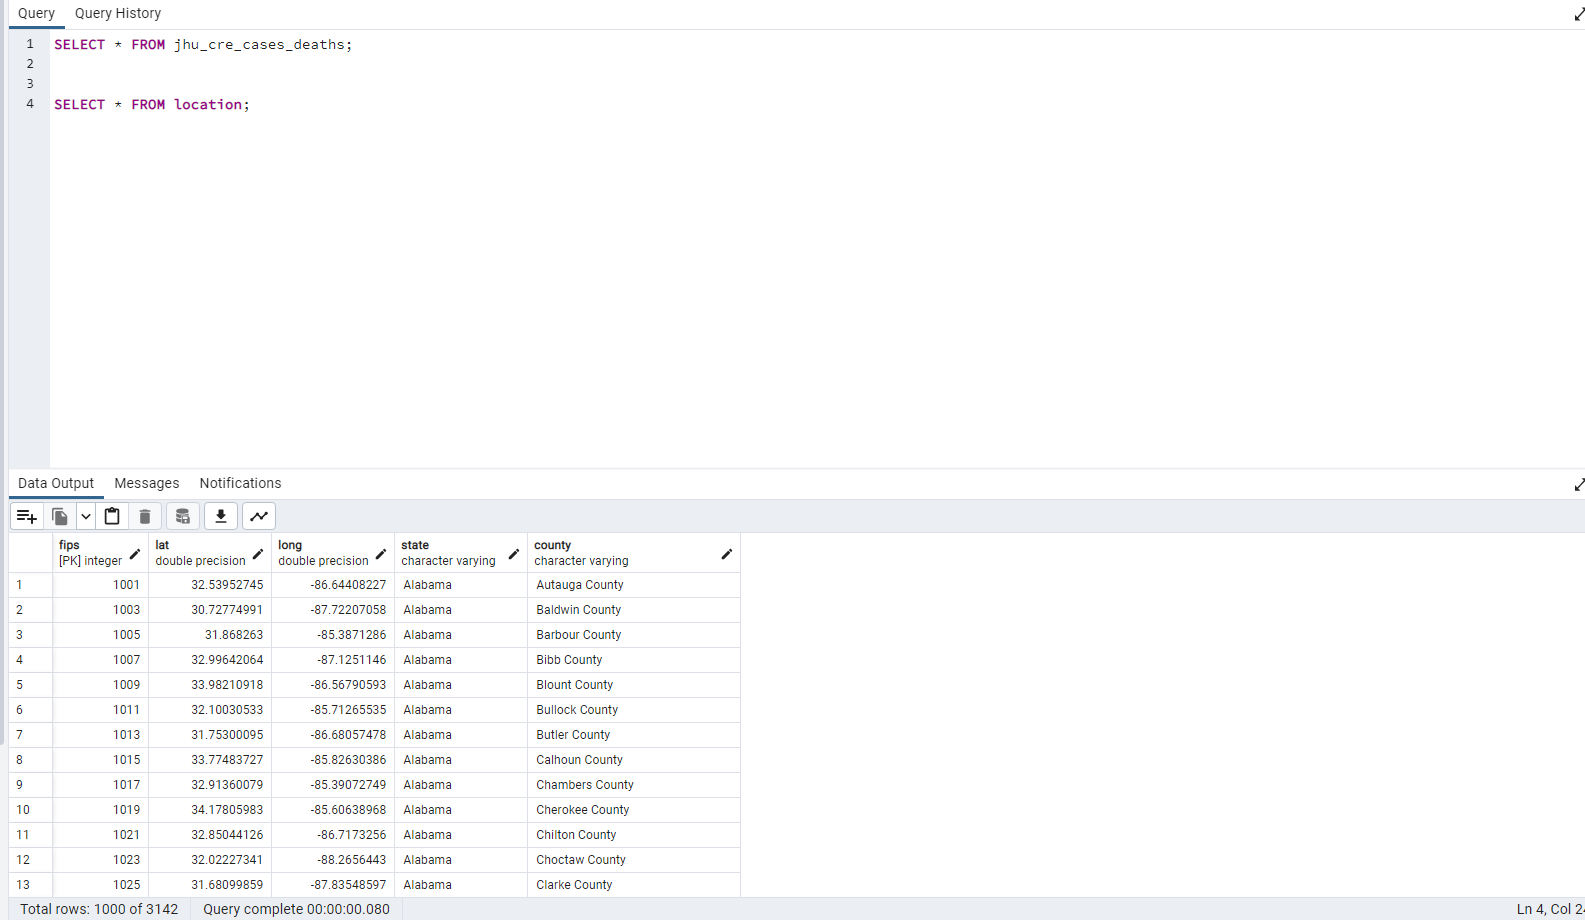 Query Query History
1 SELECT * FROM jhu_cre_cases_deaths;
2
3
4 SELECT * FROM location;
Data Output Messages Notifications
fips lat long state county
[PK] integer double precision double precision character varying character varying
1 1001 32.53952745 -86.64408227 Alabama Autauga County
2 1003 30.72774991 -87.72207058 Alabama Baldwin County
3 1005 31.868263 -85.3871286 Alabama Barbour County
4 1007 32.99642064 -87.1251146 Alabama Bibb County
5 1009 33.98210918 -86.56790593 Alabama Blount County
6 1011 32.10030533 -85.71265535 Alabama Bullock County
7 1013 31.75300095 -86.68057478 Alabama Butler County
8 1015 33.77483727 -85.82630386 Alabama Calhoun County
9 1017 32.91360079 -85.39072749 Alabama Chambers County
10 1019 34.17805983 -85.60638968 Alabama Cherokee County
11 1021 32.85044126 -86.7173256 Alabama Chilton County
12 1023 32.02227341 -88.2656443 Alabama Choctaw County
13 1025 31.68099859 -87.83548597 Alabama Clarke County
Total rows: 1000 of 3142 Query complete 00:00:00.080 Ln 4, Col 2